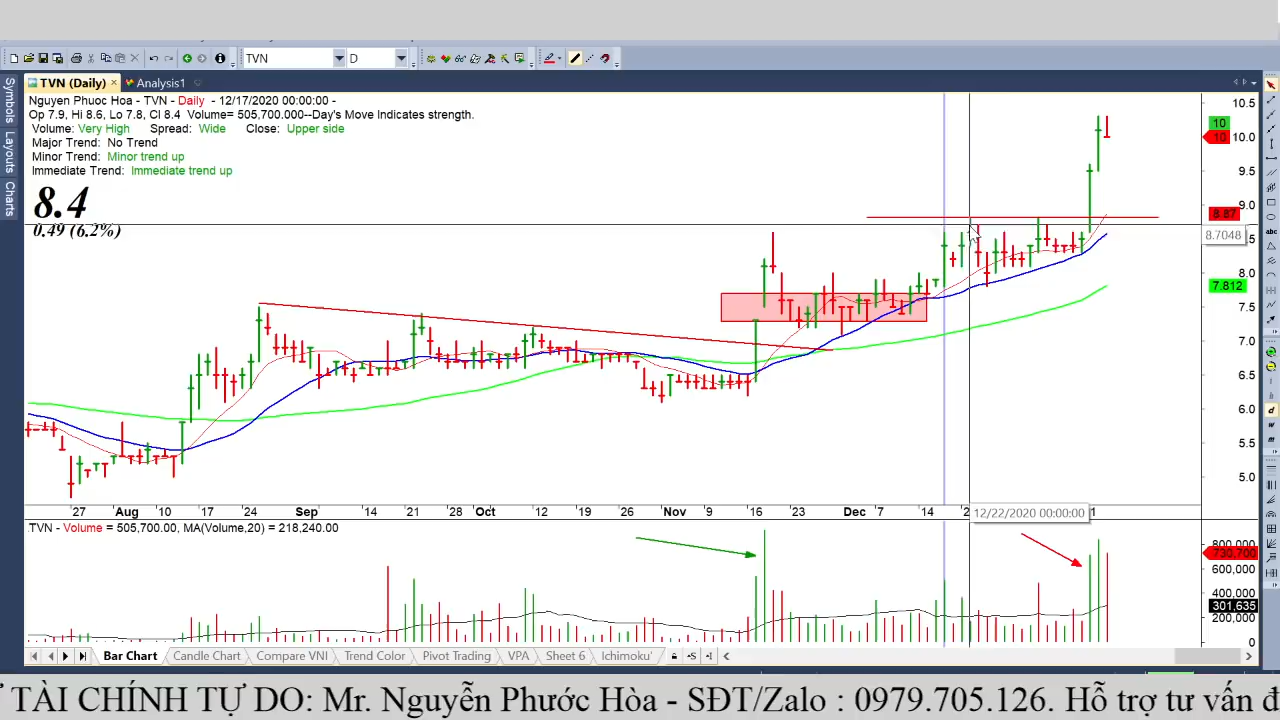 TVN D
Symbols
Layouts
Charts
TVN (Daily) × Analysis1
Nguyen Phuoc Hoa - TVN - Daily - 12/17/2020 00:00:00 -
Op 7.9, Hi 8.6, Lo 7.8, Cl 8.4 Volume= 505,700.000--Day's Move Indicates strength.
Volume: Very High Spread: Wide Close: Upper side
Major Trend: No Trend
Minor Trend: Minor trend up
Immediate Trend: Immediate trend up
8.4
0.49 (6.2%)
10.5
10
10 10.0
9.5
9.0
8.87
8.7048
8.0
7.812
7.5
7.0
6.5
6.0
5.5
5.0
27 Aug 10 17 24 Sep 14 21 28 Oct 12 19 26 Nov 9 16 23 Dec 7 14 12/22/2020 00:00:00 1
TVN - Volume = 505,700.00, MA(Volume,20) = 218,240.00
800,000
730,700
600,000
400,000
301,635
200,000
0
Bar Chart Candle Chart Compare VNI Trend Color Pivot Trading VPA Sheet 6 Ichimoku'
TÀI CHÍNH TỰ DO: Mr. Nguyễn Phước Hòa - SĐT/Zalo : 0979.705.126. Hỗ trợ tư vấn